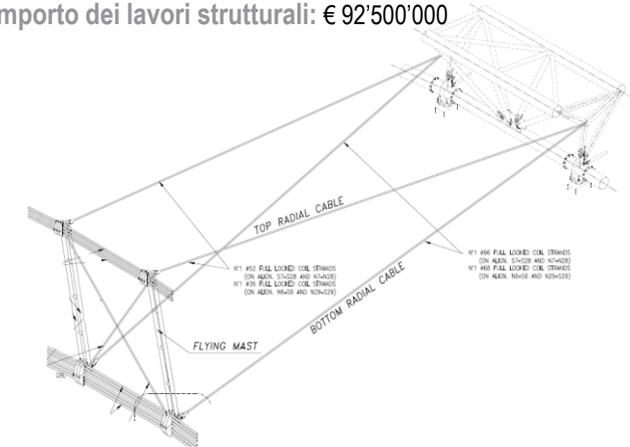 mporto dei lavori strutturali: € 92'500'000
TOP RADIAL CABLE
N°1 #52 FULL LOCKED COIL STRANDS
(ON ALIGN. S7÷S28 AND N7÷N28)
N°1 #36 FULL LOCKED COIL STRANDS
(ON ALIGN. N6÷S6 AND N29÷S29)
N°1 #96 FULL LOCKED COIL STRANDS
(ON ALIGN. S7÷S28 AND N7÷N28)
N°1 #68 FULL LOCKED COIL STRANDS
(ON ALIGN. N6÷S6 AND N29÷S29)
BOTTOM RADIAL CABLE
FLYING MAST